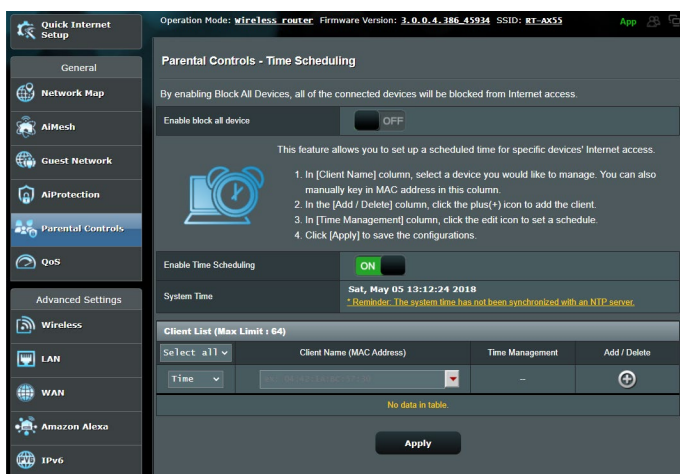 Quick Internet
Setup
Operation Mode: Wireless router Firmware Version: 3.0.0.4.386_45934 SSID: RT-AX55 App
General
Network Map
AiMesh
Guest Network
AiProtection
Parental Controls
QoS
Advanced Settings
Wireless
LAN
WAN
Amazon Alexa
IPv6
Parental Controls - Time Scheduling
By enabling Block All Devices, all of the connected devices will be blocked from Internet access.
Enable block all device OFF
This feature allows you to set up a scheduled time for specific devices' Internet access.
1. In [Client Name] column, select a device you would like to manage. You can also
manually key in MAC address in this column.
2. In the [Add / Delete] column, click the plus(+) icon to add the client.
3. In [Time Management] column, click the edit icon to set a schedule.
4. Click [Apply] to save the configurations.
Enable Time Scheduling ON
System Time Sat, May 05 13:12:24 2018
* Reminder: The system time has not been synchronized with an NTP server.
Client List (Max Limit : 64)
Select all Client Name (MAC Address) Time Management Add / Delete
Time –
No data in table.
Apply